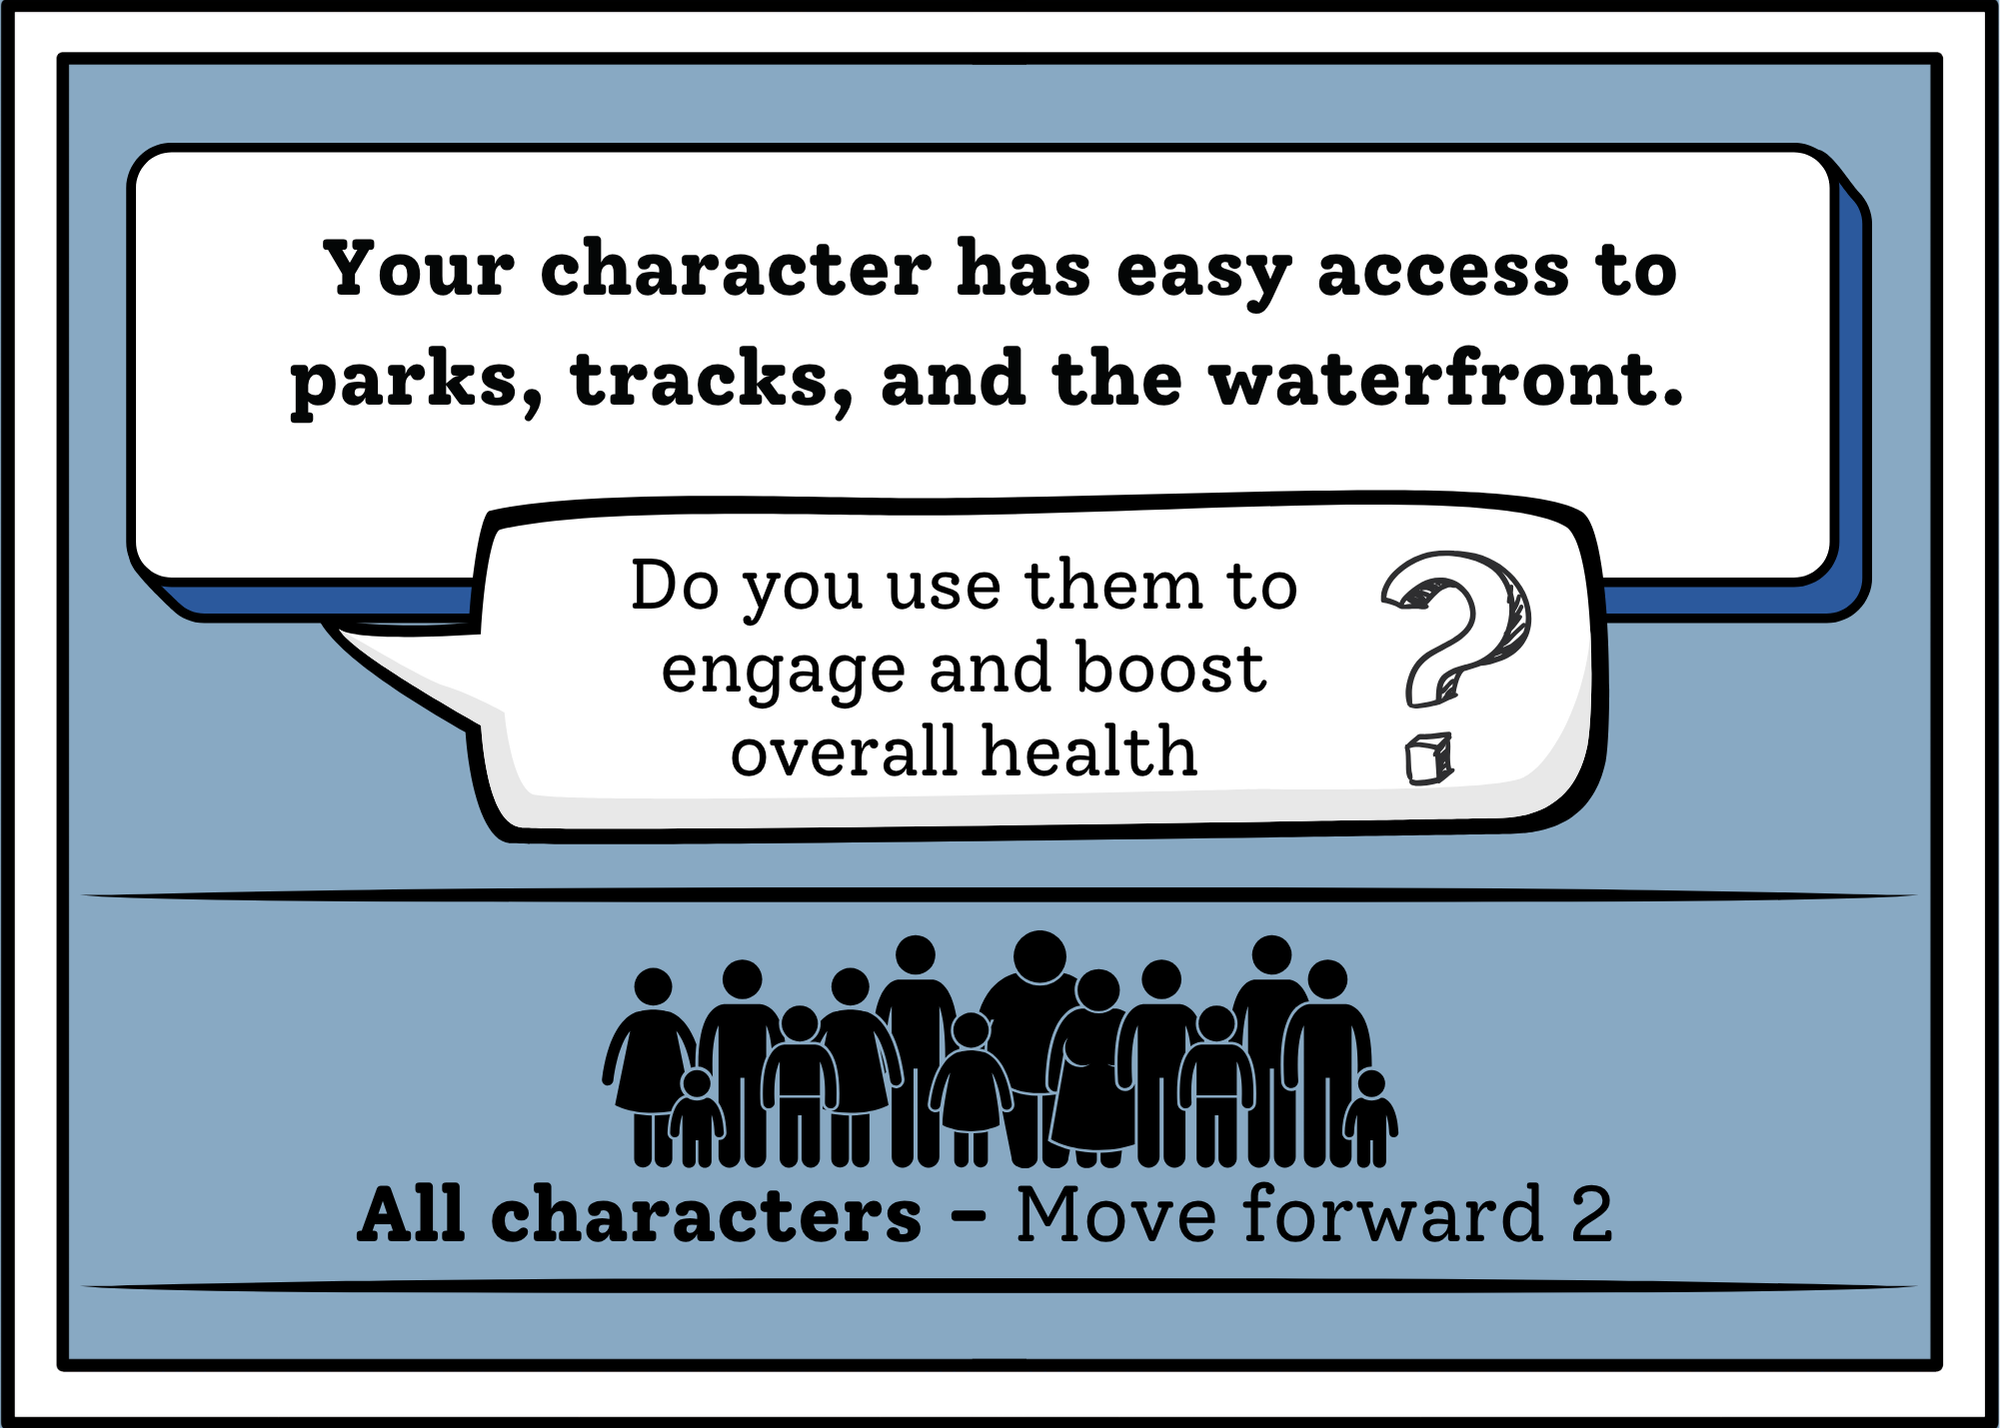 Your character has easy access to
parks, tracks, and the waterfront.
Do you use them to
engage and boost
overall health
?
All characters – Move forward 2